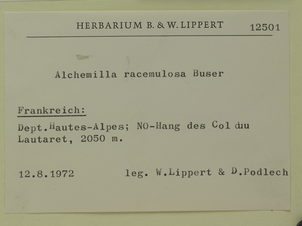 HERBARIUM B. & W. LIPPERT 12501
Alchemilla racemulosa Buser
Frankreich:
Dept.Hautes-Alpes; NO-Hang des Col du
Lautaret, 2050 m.
12.8.1972 leg. W.Lippert & D.Podlech